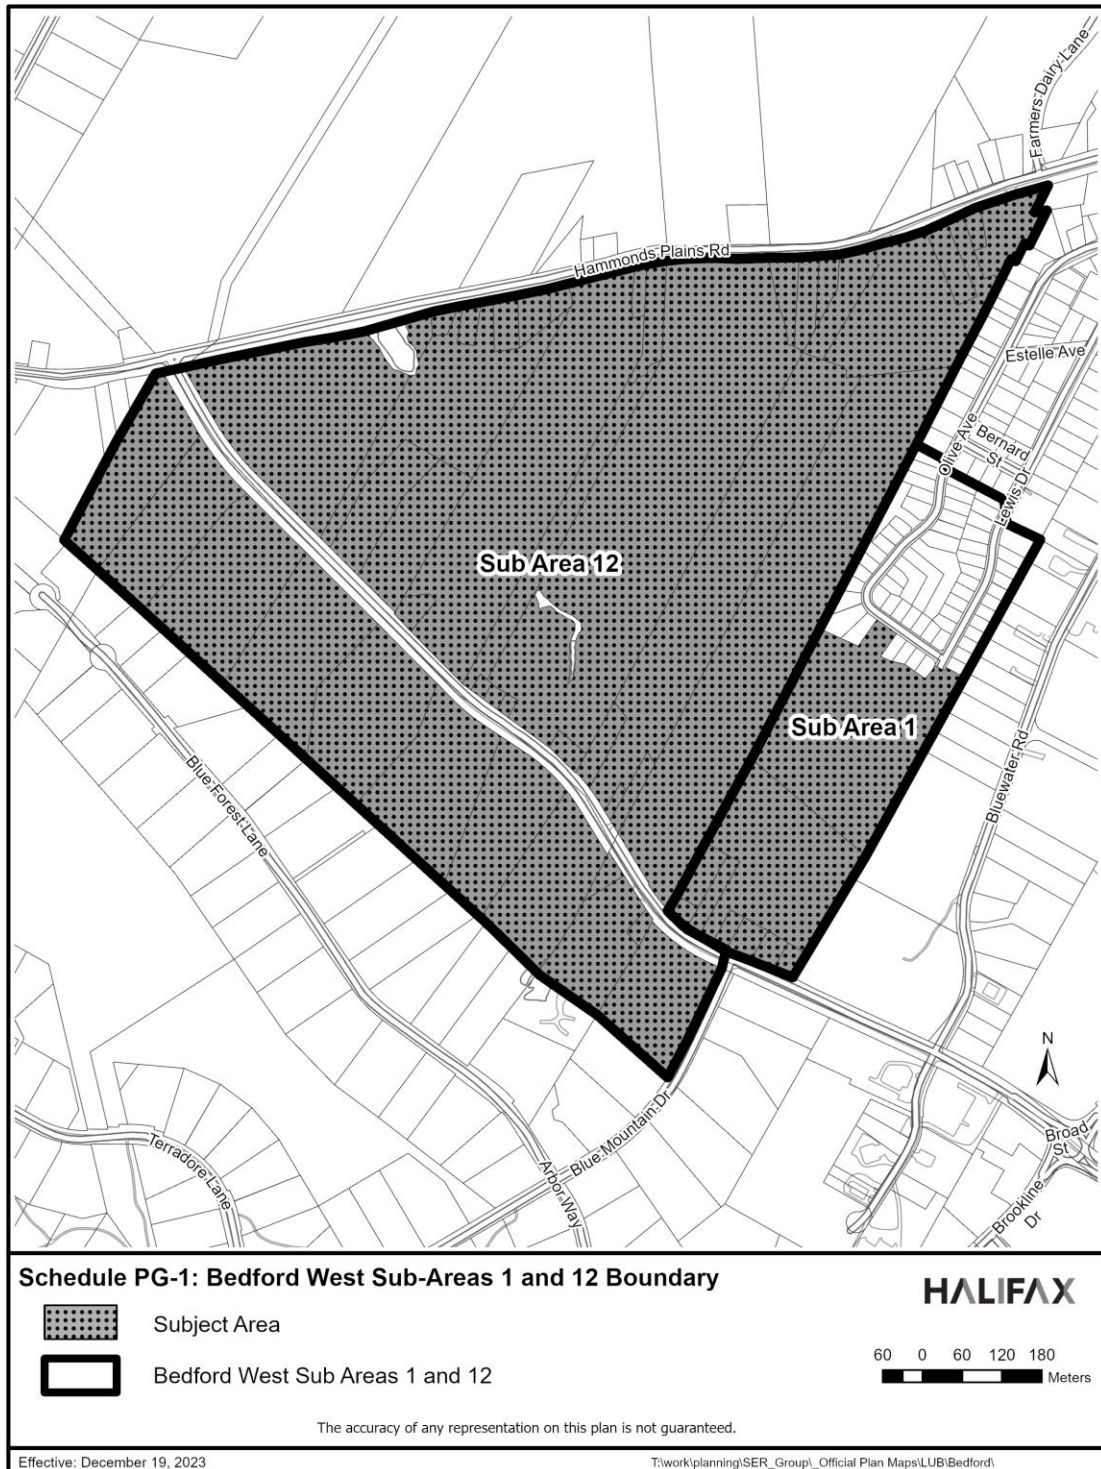 Farmers Dairy Lane
Hammonds Plains Rd
Estelle Ave
Olive Ave
Bernard
St
Lewis Dr
Sub Area 12
Sub Area 1
Bluewater Rd
Blue Forest Lane
N
Broad
St
Blue Mountain Dr
Terradore Lane
Arbor Way
Brookline
Dr
Schedule PG-1: Bedford West Sub-Areas 1 and 12 Boundary
HALIFAX
Subject Area
60 0 60 120 180
Meters
Bedford West Sub Areas 1 and 12
The accuracy of any representation on this plan is not guaranteed.
Effective: December 19, 2023
T:\work\planning\SER_Group\_Official Plan Maps\LUB\Bedford\